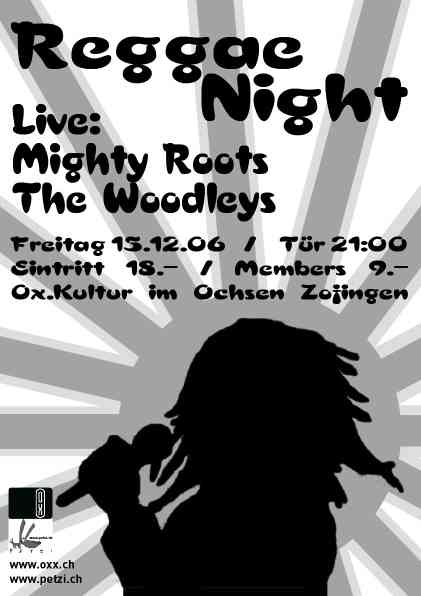 Reggae
Night
Live:
Mighty Roots
The Woodleys
Freitag 15.12.06 / Tür 21:00
Eintritt 18.– / Members 9.–
Ox.Kultur im Ochsen Zofingen
www.oxx.ch
www.petzi.ch